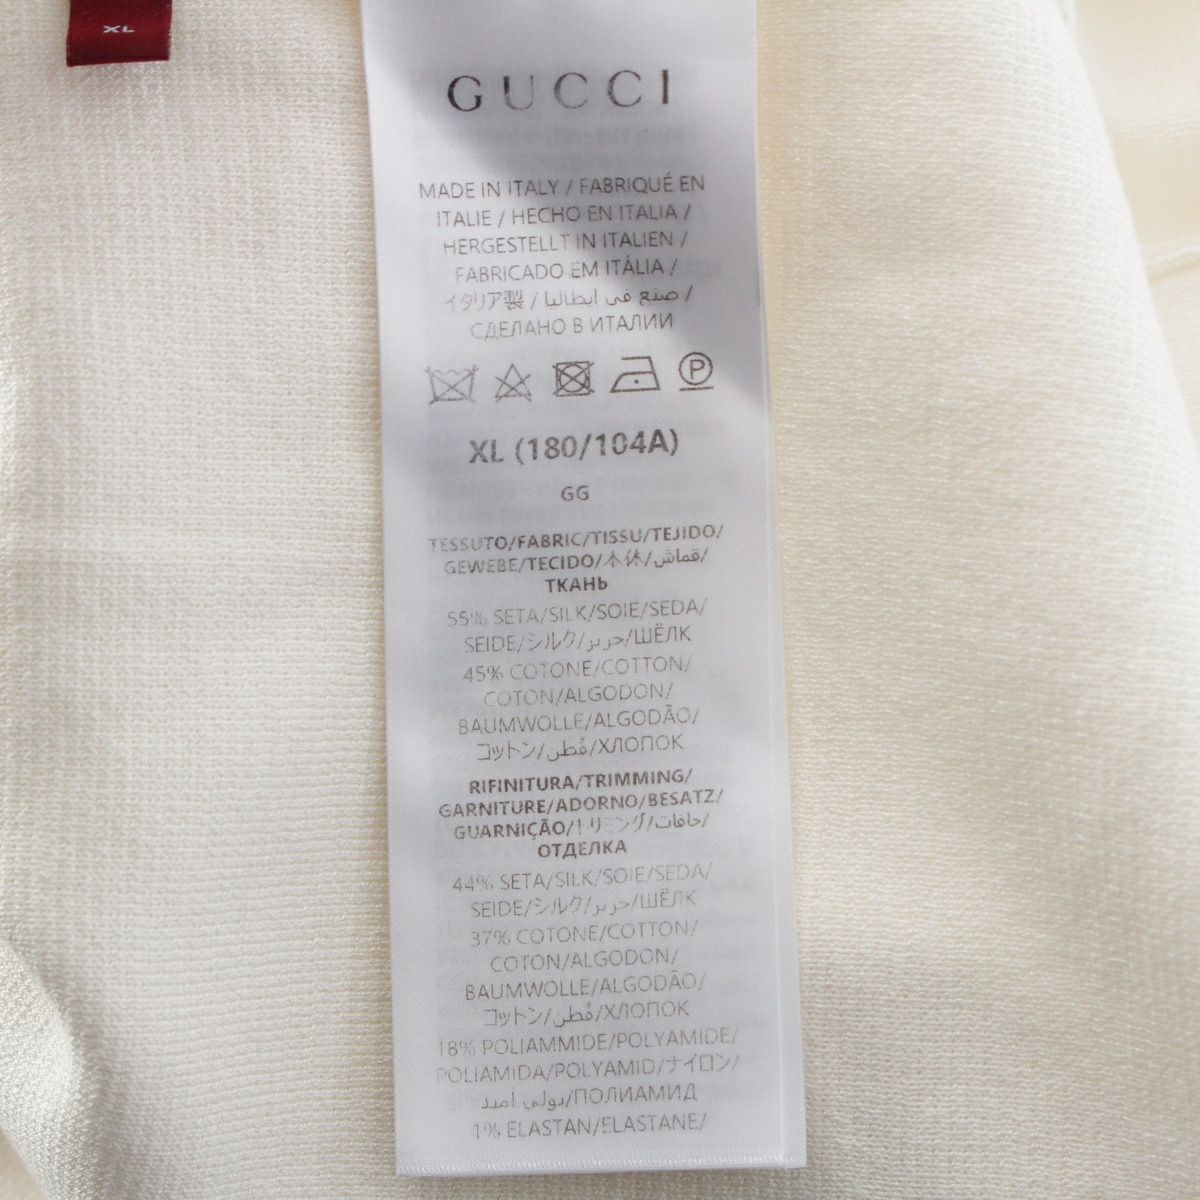 XL
GUCCI
MADE IN ITALY / FABRIQUÉ EN
ITALIE / HECHO EN ITALIA /
HERGESTELLT IN ITALIEN /
FABRICADO EM ITÁLIA /
イタリア製 / صنع في ايطاليا /
СДЕЛАНО В ИТАЛИИ
P
XL (180/104A)
GG
TESSUTO/FABRIC/TISSU/TEJIDO/
GEWEBE/TECIDO/本体/قماش/
ТКАНЬ
55% SETA/SILK/SOIE/SEDA/
SEIDE/シルク/حرير/ШЁЛК
45% COTONE/COTTON/
COTON/ALGODON/
BAUMWOLLE/ALGODÃO/
コットン/قُطن/ХЛОПОК
RIFINITURA/TRIMMING/
GARNITURE/ADORNO/BESATZ/
GUARNIÇÃO/トリミング/حافات/
ОТДЕЛКА
44% SETA/SILK/SOIE/SEDA/
SEIDE/シルク/حرير/ШЁЛК
37% COTONE/COTTON/
COTON/ALGODON/
BAUMWOLLE/ALGODÃO/
コットン/قُطن/ХЛОПОК
18% POLIAMMIDE/POLYAMIDE/
POLIAMIDA/POLYAMID/ナイロン/
بولي أميد/ПОЛИАМИД
1% ELASTAN/ELASTANE/